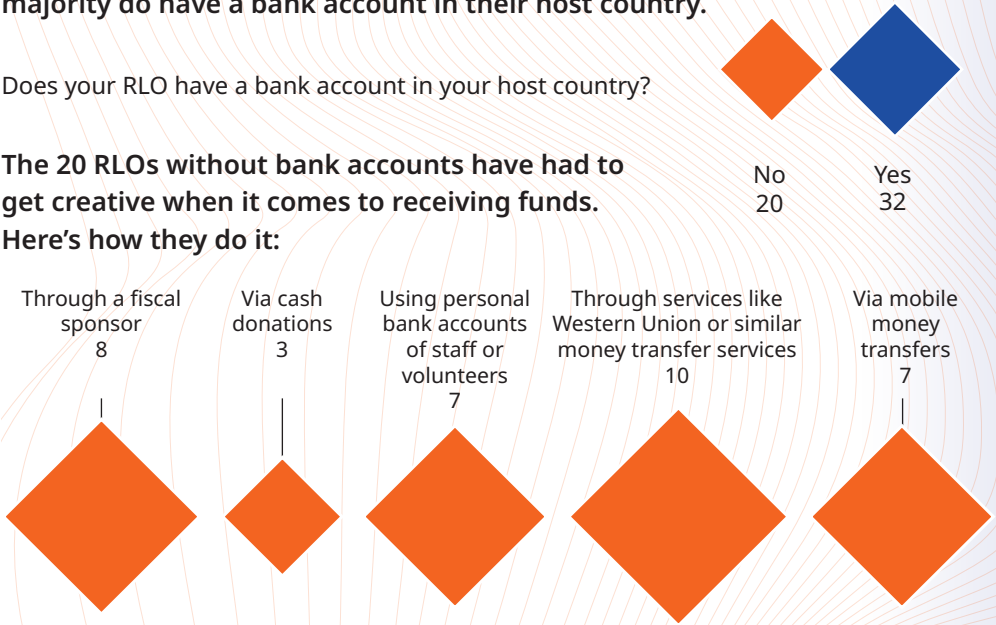 majority do have a bank account in their host country.
Does your RLO have a bank account in your host country?
No
20
Yes
32
The 20 RLOs without bank accounts have had to
get creative when it comes to receiving funds.
Here’s how they do it:
Through a fiscal
sponsor
8
Via cash
donations
3
Using personal
bank accounts
of staff or
volunteers
7
Through services like
Western Union or similar
money transfer services
10
Via mobile
money
transfers
7